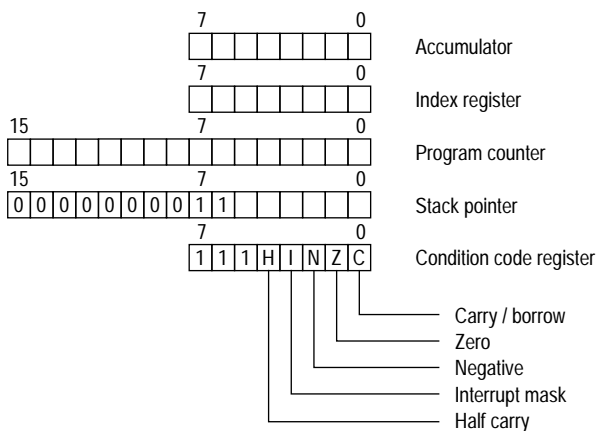 7 0
Accumulator
7 0
Index register
15 7 0
Program counter
15 7 0
0 0 0 0 0 0 0 0 1 1 Stack pointer
7 0
1 1 1 H I N Z C Condition code register
Carry / borrow
Zero
Negative
Interrupt mask
Half carry